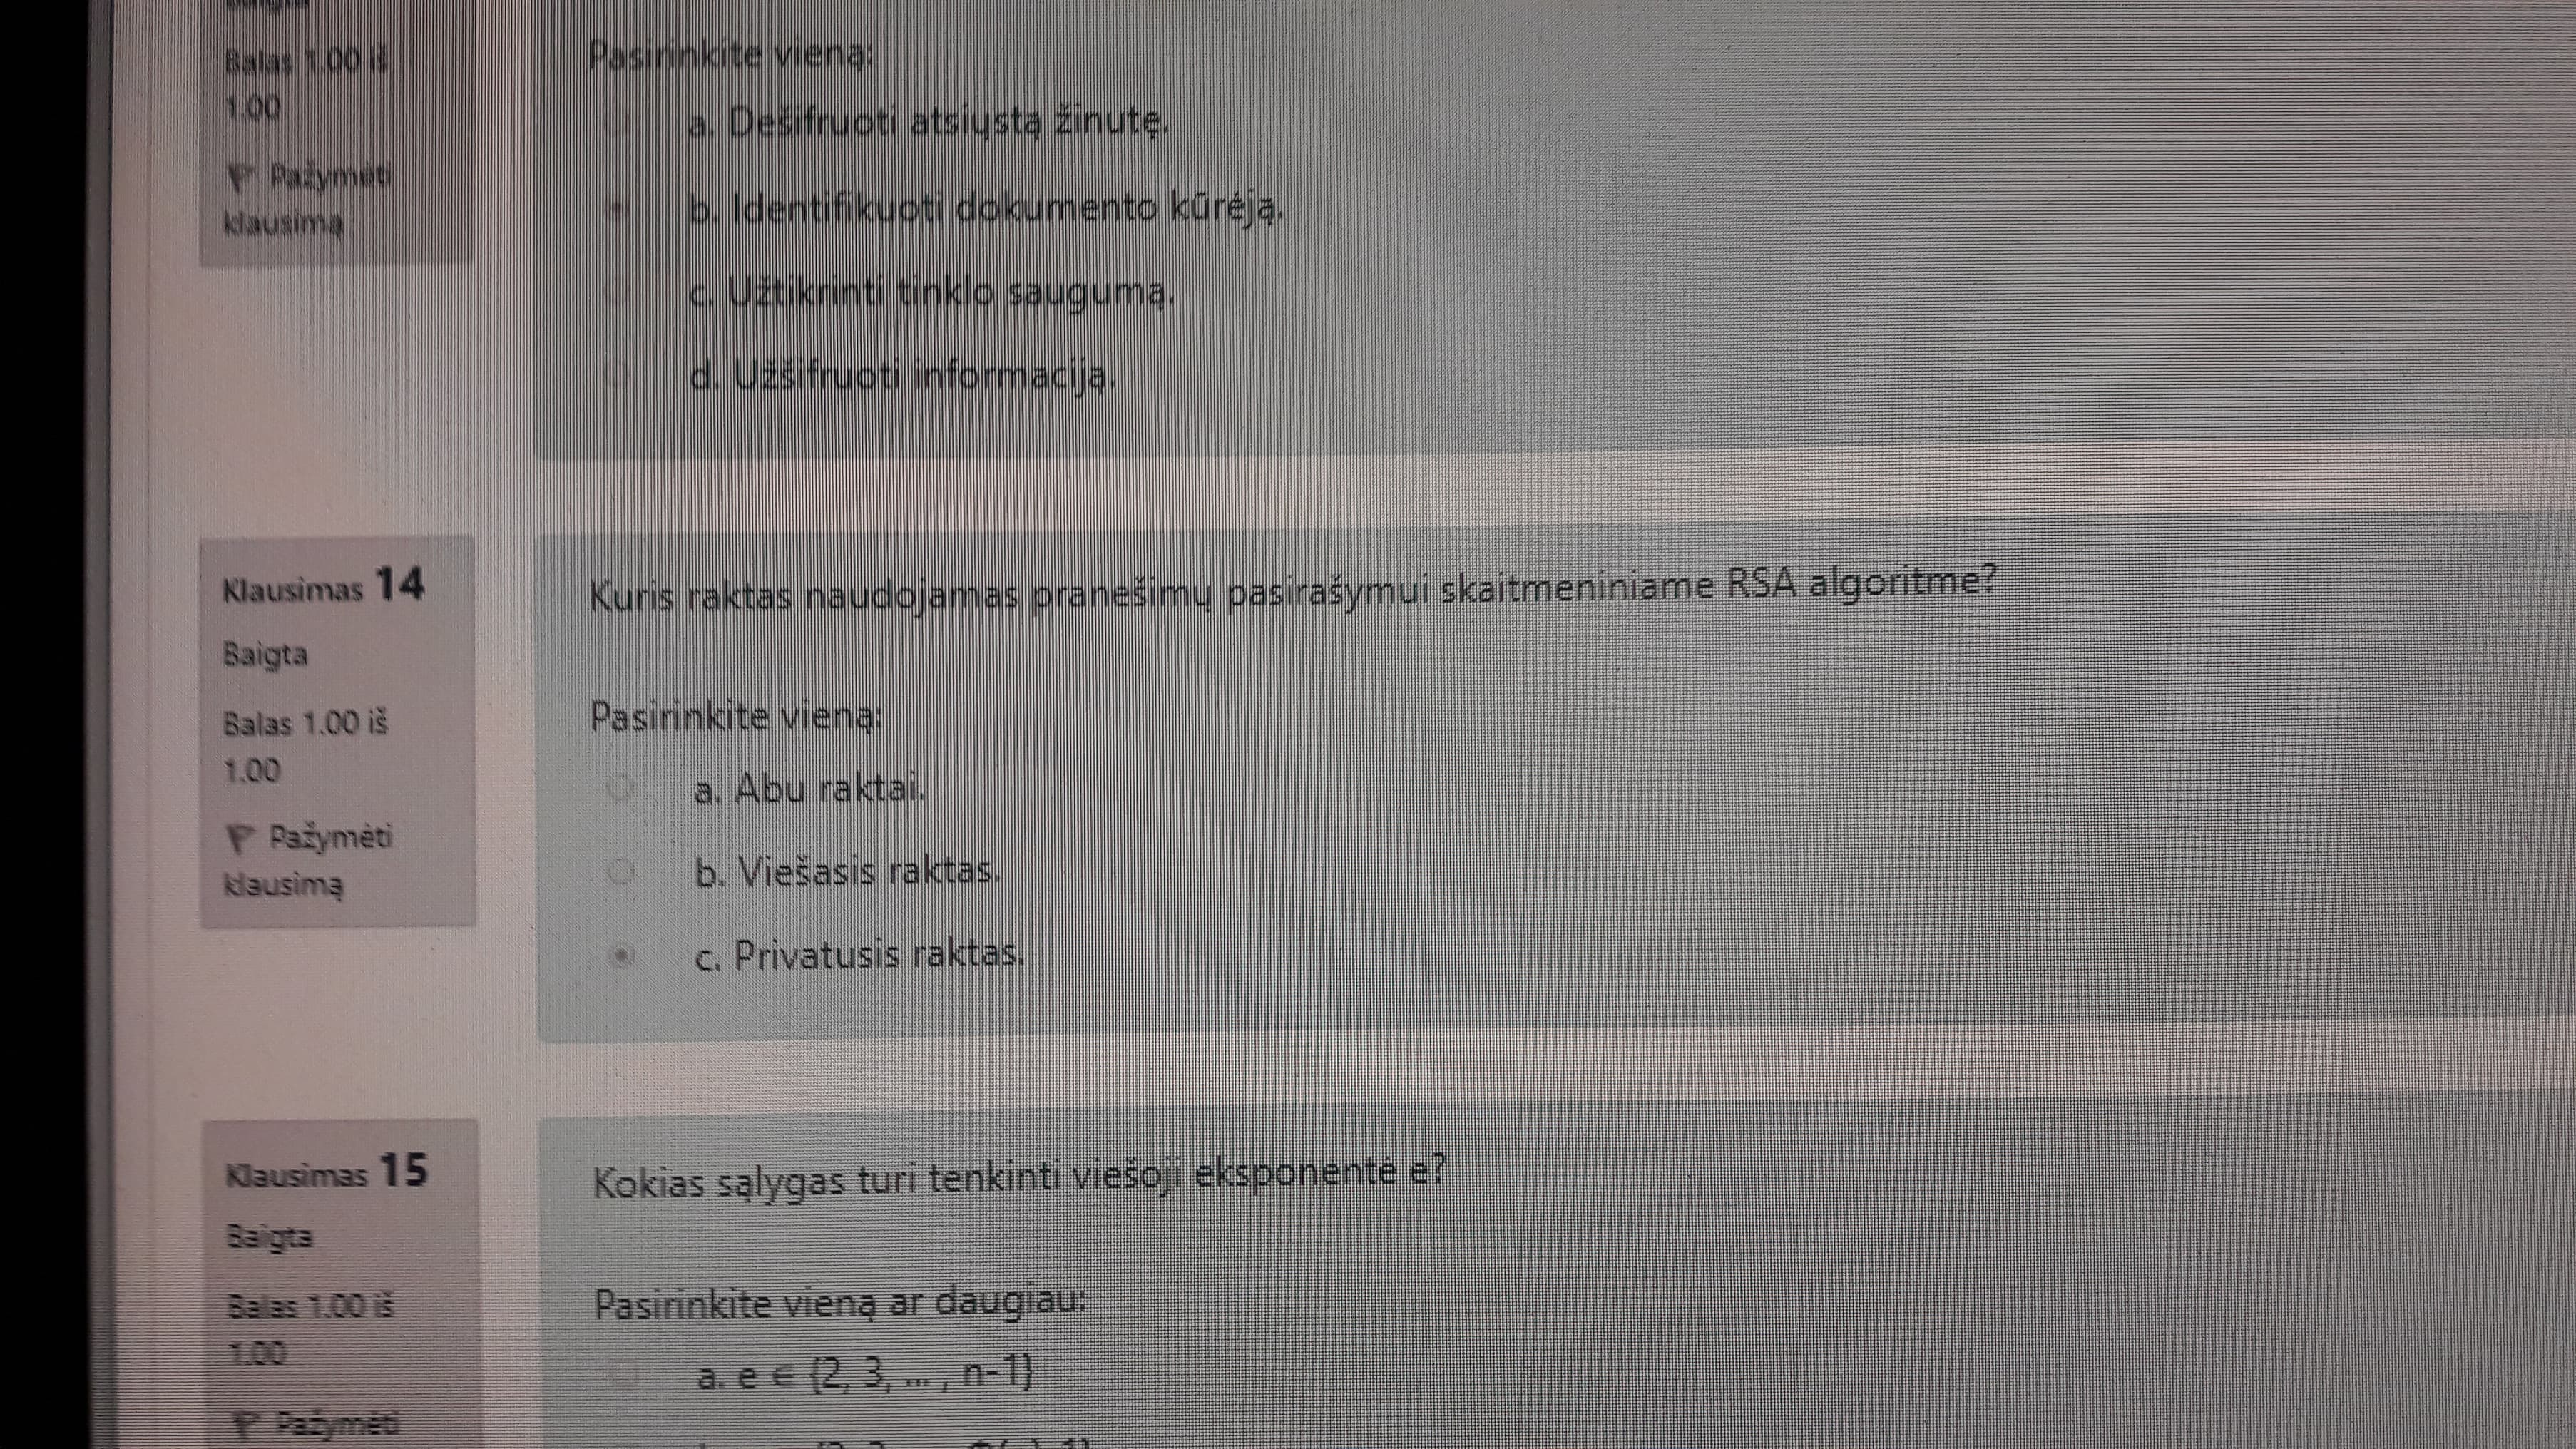 Baigta
Balas 1.00 iš
1.00
Pažymėti
klausimą
Pasirinkite vieną:
a. Dešifruoti atsiųstą žinutę.
b. Identifikuoti dokumento kūrėją.
c. Užtikrinti tinklo saugumą.
d. Užšifruoti informaciją.
Klausimas 14
Baigta
Balas 1.00 iš
1.00
Pažymėti
klausimą
Kuris raktas naudojamas pranešimų pasirašymui skaitmeniniame RSA algoritme?
Pasirinkite vieną:
a. Abu raktai.
b. Viešasis raktas.
c. Privatusis raktas.
Klausimas 15
Baigta
Balas 1.00 iš
1.00
Pažymėti
Kokias sąlygas turi tenkinti viešoji eksponentė e?
Pasirinkite vieną ar daugiau:
a. e ∈ {2, 3, ... , n-1}